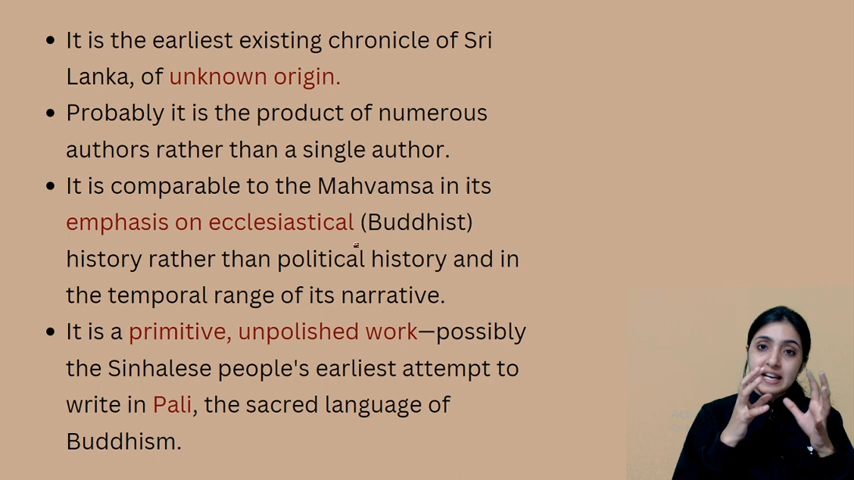 • It is the earliest existing chronicle of Sri
Lanka, of unknown origin.
• Probably it is the product of numerous
authors rather than a single author.
• It is comparable to the Mahvamsa in its
emphasis on ecclesiastical (Buddhist)
history rather than political history and in
the temporal range of its narrative.
• It is a primitive, unpolished work—possibly
the Sinhalese people's earliest attempt to
write in Pali, the sacred language of
Buddhism.